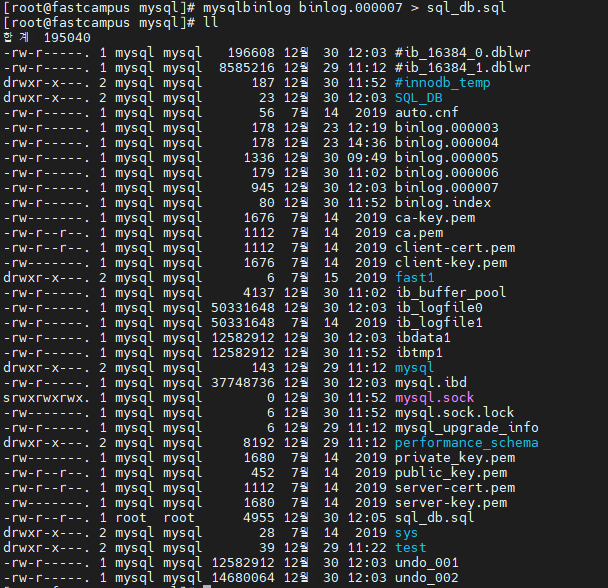 [root@fastcampus mysql]# mysqlbinlog binlog.000007 > sql_db.sql
[root@fastcampus mysql]# ll
합계 195040
-rw-r-----. 1 mysql mysql 196608 12월 30 12:03 #ib_16384_0.dblwr
-rw-r-----. 1 mysql mysql 8585216 12월 29 11:12 #ib_16384_1.dblwr
drwxr-x---. 2 mysql mysql 187 12월 30 11:52 #innodb_temp
drwxr-x---. 2 mysql mysql 23 12월 30 12:03 SQL_DB
-rw-r-----. 1 mysql mysql 56 7월 14 2019 auto.cnf
-rw-r-----. 1 mysql mysql 178 12월 23 12:19 binlog.000003
-rw-r-----. 1 mysql mysql 178 12월 23 14:36 binlog.000004
-rw-r-----. 1 mysql mysql 1336 12월 30 09:49 binlog.000005
-rw-r-----. 1 mysql mysql 179 12월 30 11:02 binlog.000006
-rw-r-----. 1 mysql mysql 945 12월 30 12:03 binlog.000007
-rw-r-----. 1 mysql mysql 80 12월 30 11:52 binlog.index
-rw-------. 1 mysql mysql 1676 7월 14 2019 ca-key.pem
-rw-r--r--. 1 mysql mysql 1112 7월 14 2019 ca.pem
-rw-r--r--. 1 mysql mysql 1112 7월 14 2019 client-cert.pem
-rw-------. 1 mysql mysql 1676 7월 14 2019 client-key.pem
drwxr-x---. 2 mysql mysql 6 7월 15 2019 fast1
-rw-r-----. 1 mysql mysql 4137 12월 30 11:02 ib_buffer_pool
-rw-r-----. 1 mysql mysql 50331648 12월 30 12:03 ib_logfile0
-rw-r-----. 1 mysql mysql 50331648 7월 14 2019 ib_logfile1
-rw-r-----. 1 mysql mysql 12582912 12월 30 12:03 ibdata1
-rw-r-----. 1 mysql mysql 12582912 12월 30 11:52 ibtmp1
drwxr-x---. 2 mysql mysql 143 12월 29 11:12 mysql
-rw-r-----. 1 mysql mysql 37748736 12월 30 12:03 mysql.ibd
srwxrwxrwx. 1 mysql mysql 0 12월 30 11:52 mysql.sock
-rw-------. 1 mysql mysql 6 12월 30 11:52 mysql.sock.lock
-rw-r-----. 1 mysql mysql 6 12월 29 11:12 mysql_upgrade_info
drwxr-x---. 2 mysql mysql 8192 12월 29 11:12 performance_schema
-rw-------. 1 mysql mysql 1680 7월 14 2019 private_key.pem
-rw-r--r--. 1 mysql mysql 452 7월 14 2019 public_key.pem
-rw-r--r--. 1 mysql mysql 1112 7월 14 2019 server-cert.pem
-rw-------. 1 mysql mysql 1680 7월 14 2019 server-key.pem
-rw-r--r--. 1 root root 4955 12월 30 12:05 sql_db.sql
drwxr-x---. 2 mysql mysql 28 7월 14 2019 sys
drwxr-x---. 2 mysql mysql 39 12월 29 11:22 test
-rw-r-----. 1 mysql mysql 12582912 12월 30 12:03 undo_001
-rw-r-----. 1 mysql mysql 14680064 12월 30 12:03 undo_002